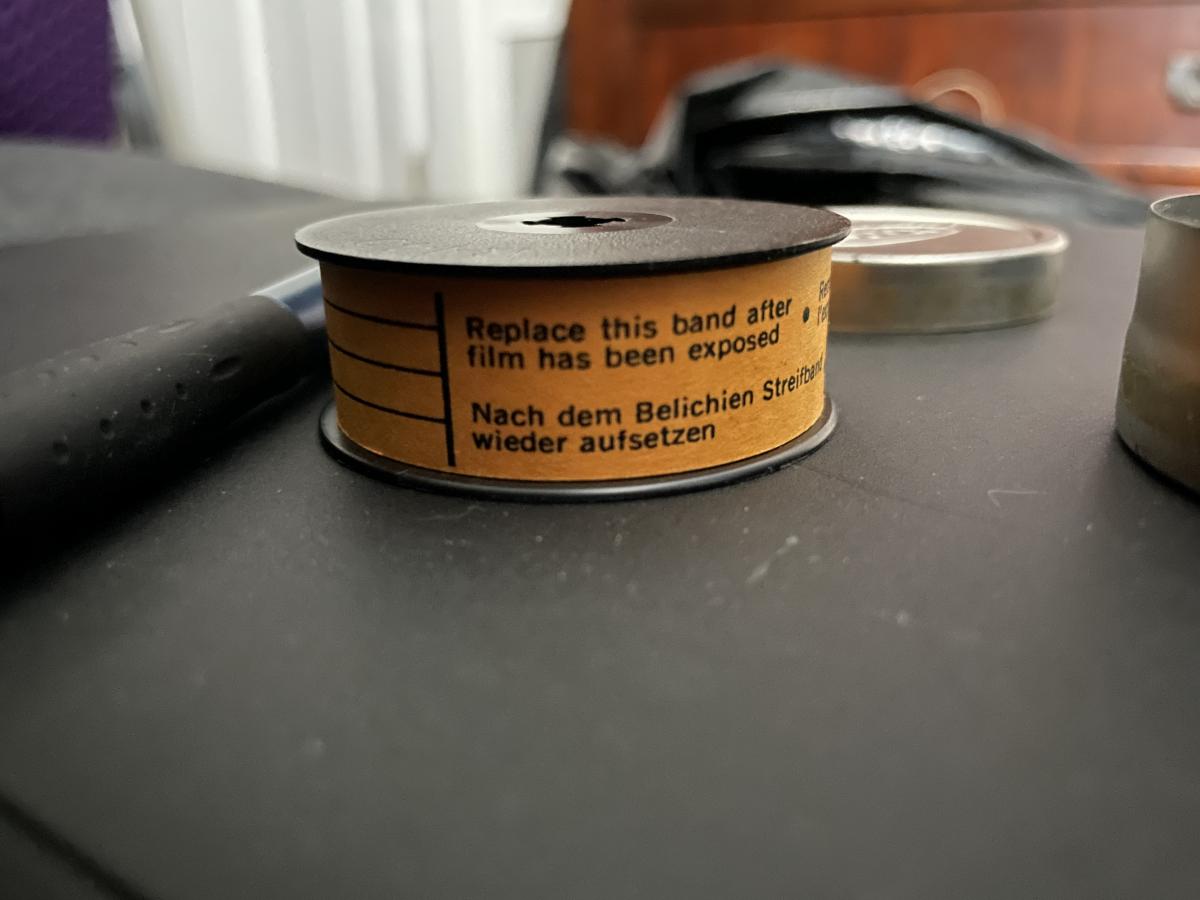 Replace this band after
film has been exposed
•
Nach dem Belichien Streifband
wieder aufsetzen